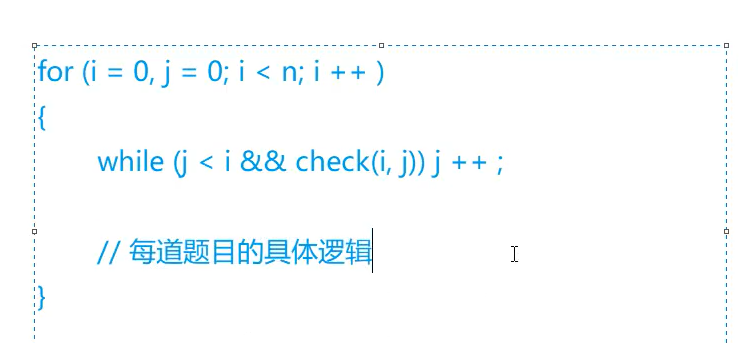 for (i = 0, j = 0; i < n; i ++ )
{
while (j < i && check(i, j)) j ++ ;
// 每道题目的具体逻辑
}